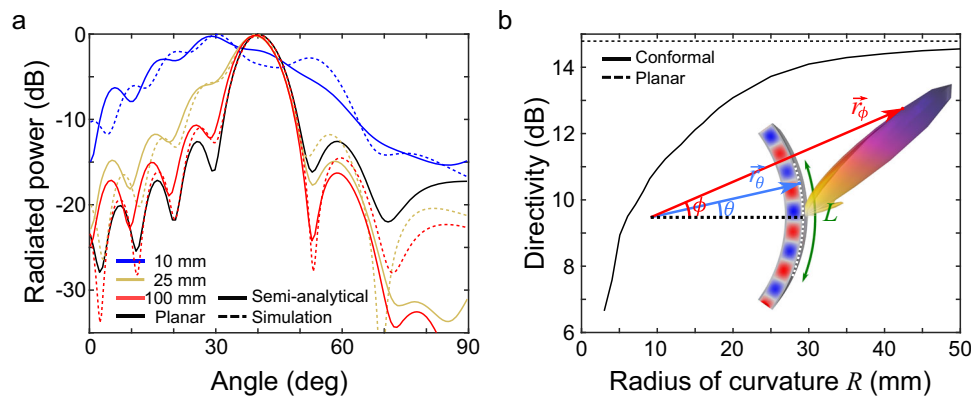 a
Radiated power (dB)
0
-10
-20
-30
10 mm
25 mm
100 mm
Planar
Semi-analytical
Simulation
0
30
60
90
Angle (deg)
b
Directivity (dB)
14
12
10
8
6
Conformal
Planar
r⃗ϕ
r⃗θ
ϕ
θ
L
0
10
20
30
40
50
Radius of curvature R (mm)